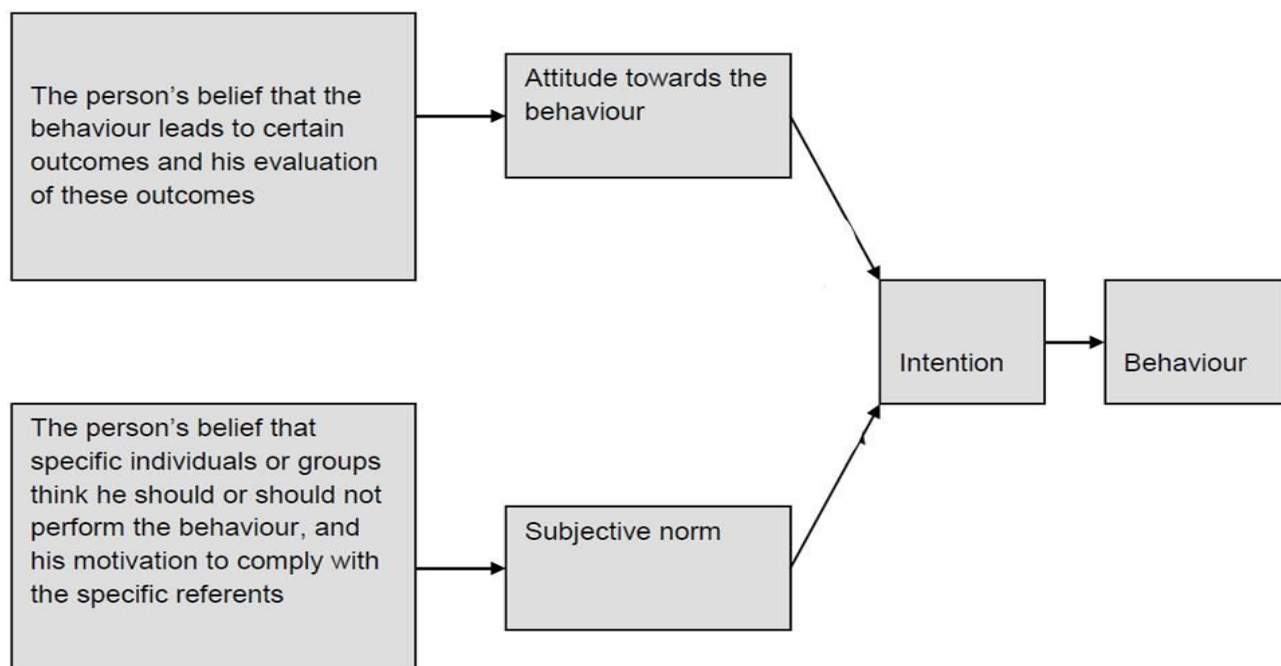 The person’s belief that the
behaviour leads to certain
outcomes and his evaluation
of these outcomes
Attitude towards the
behaviour
Intention
Behaviour
The person’s belief that
specific individuals or groups
think he should or should not
perform the behaviour, and
his motivation to comply with
the specific referents
Subjective norm